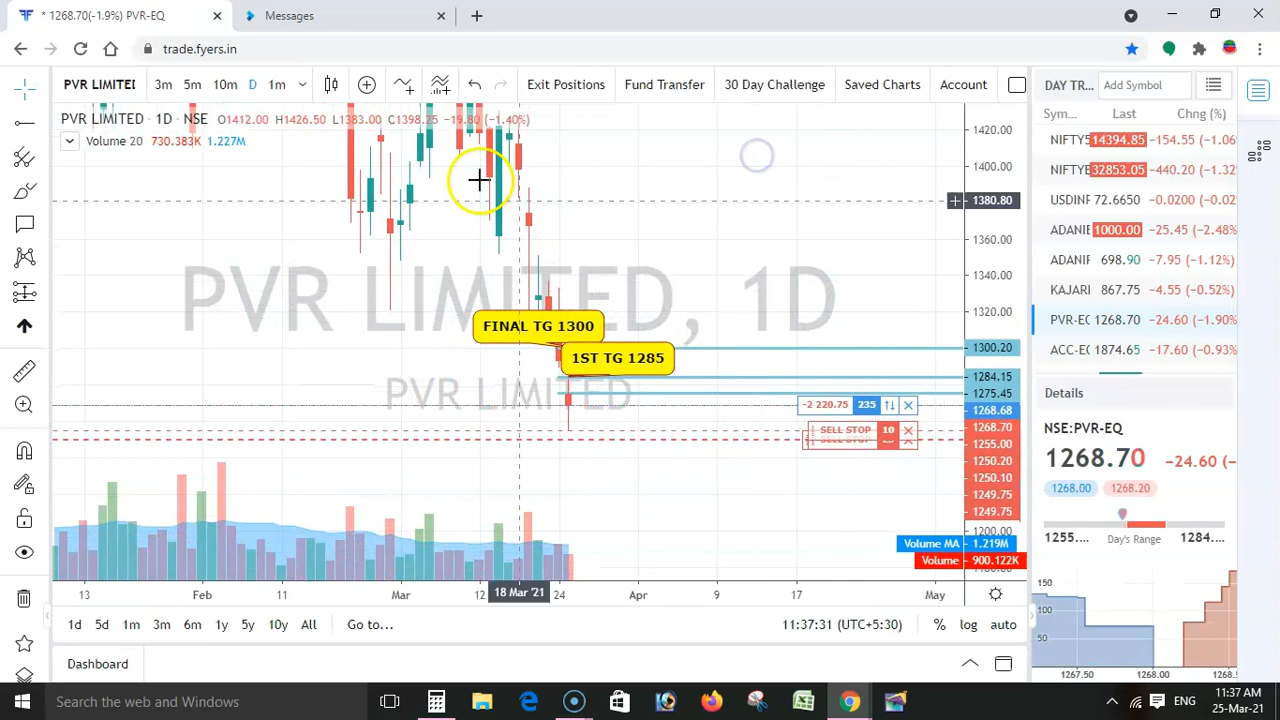 * 1268.70(-1.9%) PVR-EQ
Messages
trade.fyers.in
PVR LIMITED
3m 5m 10m D 1m
Exit Positions
Fund Transfer
30 Day Challenge
Saved Charts
Account
DAY TR...
Add Symbol
PVR LIMITED · 1D · NSE O1412.00 H1426.50 L1383.00 C1398.25 -19.80 (-1.40%)
Volume 20 730.383K 1.227M
Sym... Last Chng (%)
NIFTY5 14394.85 -154.55 (-1.06
NIFTYB 32853.05 -440.20 (-1.32
USDINR 72.6650 -0.0200 (-0.02
ADANIE 1000.00 -25.45 (-2.48%
ADANIP 698.90 -7.95 (-1.12%)
KAJARI 867.75 -4.55 (-0.52%)
PVR-EQ 1268.70 -24.60 (-1.90%)
ACC-EQ 1874.65 -17.60 (-0.93%)
1420.00
1400.00
1380.80
1360.00
1340.00
1320.00
1300.20
1284.15
1275.45
1268.68
1268.70
1255.00
1250.20
1250.10
1249.75
1249.75
1200.00
PVR LIMITED, 1D
PVR LIMITED
FINAL TG 1300
1ST TG 1285
-2 220.75 235
SELL STOP 10
SELL STOP
Volume MA 1.219M
Volume 900.122K
Details
NSE:PVR-EQ
1268.70 -24.60 (-
1268.00 1268.20
1255.... Day's Range 1284....
150
100
50
1267.50 1268.00 1268.5
13 Feb 11 Mar 12 18 Mar '21 24 Apr 9 17 May
1d 5d 1m 3m 6m 1y 5y 10y All Go to...
11:37:31 (UTC+5:30) % log auto
Dashboard
Search the web and Windows
ENG
11:37 AM
25-Mar-21